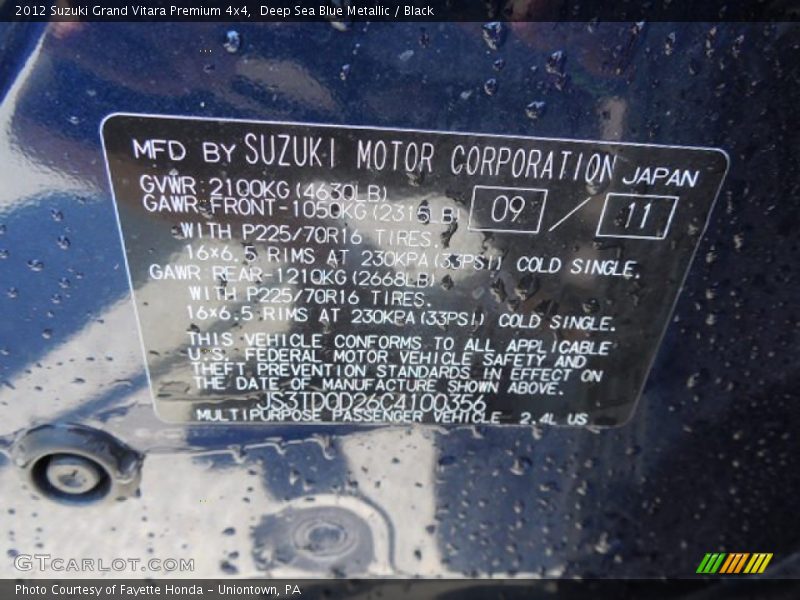 2012 Suzuki Grand Vitara Premium 4x4, Deep Sea Blue Metallic / Black
MFD BY SUZUKI MOTOR CORPORATION JAPAN
GVWR:2100KG(4630LB)
GAWR:FRONT-1050KG(2315LB) 09 / 11
WITH P225/70R16 TIRES.
16x6.5 RIMS AT 230KPA(33PSI) COLD SINGLE.
GAWR:REAR-1210KG(2668LB)
WITH P225/70R16 TIRES.
16x6.5 RIMS AT 230KPA(33PSI) COLD SINGLE.
THIS VEHICLE CONFORMS TO ALL APPLICABLE
U.S. FEDERAL MOTOR VEHICLE SAFETY AND
THEFT PREVENTION STANDARDS IN EFFECT ON
THE DATE OF MANUFACTURE SHOWN ABOVE.
JS3TD0D26C4100356
MULTIPURPOSE PASSENGER VEHICLE 2.4L US
GTCARLOT.COM
Photo Courtesy of Fayette Honda - Uniontown, PA